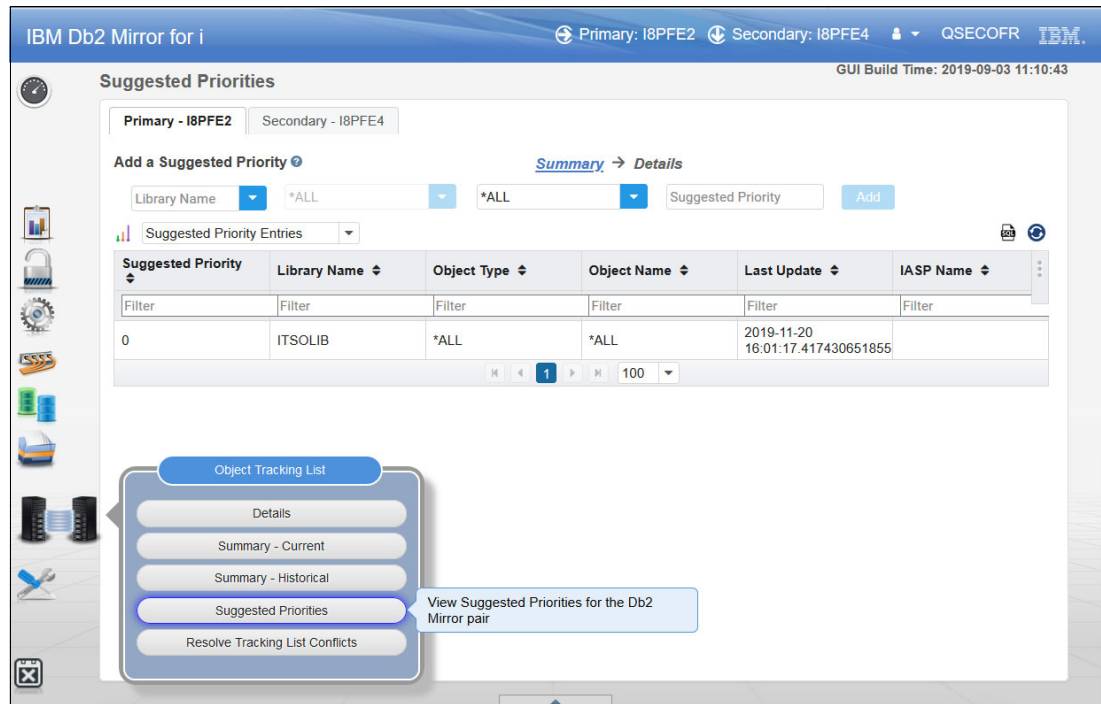 IBM Db2 Mirror for i
Primary: I8PFE2 Secondary: I8PFE4 QSECOFR IBM.
GUI Build Time: 2019-09-03 11:10:43
Suggested Priorities
Primary - I8PFE2 Secondary - I8PFE4
Add a Suggested Priority
Summary → Details
Library Name *ALL *ALL Suggested Priority Add
Suggested Priority Entries
SQL
Suggested Priority Library Name Object Type Object Name Last Update IASP Name
Filter Filter Filter Filter Filter Filter
0 ITSOLIB *ALL *ALL 2019-11-20
16:01:17.417430651855
1 100
Object Tracking List
Details
Summary - Current
Summary - Historical
Suggested Priorities
View Suggested Priorities for the Db2
Mirror pair
Resolve Tracking List Conflicts